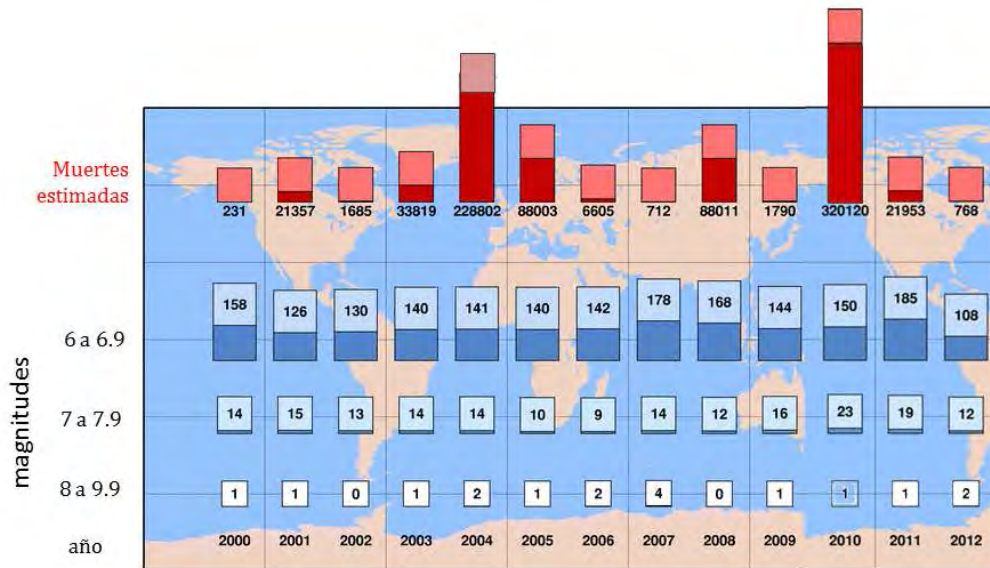 Muertes
estimadas
231 21357 1685 33819 228802 88003 6605 712 88011 1790 320120 21953 768
magnitudes
6 a 6.9 158 126 130 140 141 140 142 178 168 144 150 185 108
7 a 7.9 14 15 13 14 14 10 9 14 12 16 23 19 12
8 a 9.9 1 1 0 1 2 1 2 4 0 1 1 1 2
año 2000 2001 2002 2003 2004 2005 2006 2007 2008 2009 2010 2011 2012